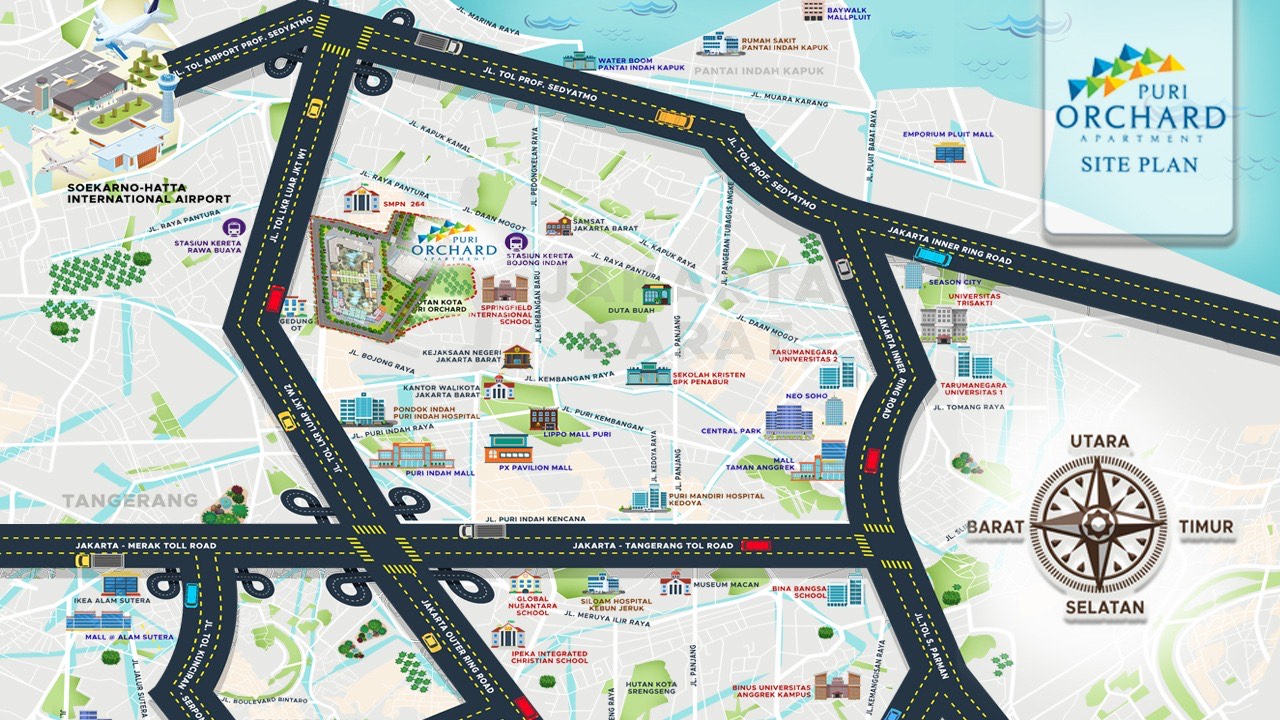 JL. MARINA RAYA
BAYWALK
MALLPLUIT
JL. TOL AIRPORT PROF. SEDYATMO
RUMAH SAKIT
PANTAI INDAH KAPUK
WATER BOOM
PANTAI INDAH KAPUK
PANTAI INDAH KAPUK
JL. TOL PROF. SEDYATMO
JL. MUARA KARANG
PURI
ORCHARD
APARTMENT
SITE PLAN
JL. KAPUK KAMAL
JL. PEDONGKELAN RAYA
JL. PLUIT BARAT RAYA
EMPORIUM PLUIT MALL
JL. TOL PROF. SEDYATMO
SOEKARNO-HATTA
INTERNATIONAL AIRPORT
JL. TOL LKR LUAR JKT W1
JL. RAYA PANTURA
SMPN 264
JL. DAAN MOGOT
JL. PANGERAN TUBAGUS ANGKE
JL. RAYA PANTURA
STASIUN KERETA
RAWA BUAYA
PURI
ORCHARD
APARTMENT
SAMSAT
JAKARTA BARAT
STASIUN KERETA
BOJONG INDAH
JL. KAPUK RAYA
JL. RAYA PANTURA
JAKARTA INNER RING ROAD
SEASON CITY
UNIVERSITAS
TRISAKTI
GEDUNG
OT
UTAN KOTA
RI ORCHARD
SPRINGFIELD
INTERNASIONAL
SCHOOL
JL. KEMBANGAN BARU
DUTA BUAH
JL. PANJANG
JL. DAAN MOGOT
JAKARTA
BARAT
JL. BOJONG RAYA
KEJAKSAAN NEGERI
JAKARTA BARAT
JL. KEMBANGAN RAYA
SEKOLAH KRISTEN
BPK PENABUR
TARUMANEGARA
UNIVERSITAS 2
JAKARTA INNER RING ROAD
TARUMANEGARA
UNIVERSITAS 1
JL. TOMANG RAYA
KANTOR WALIKOTA
JAKARTA BARAT
NEO SOHO
PONDOK INDAH
PURI INDAH HOSPITAL
JL. PURI INDAH RAYA
JL. PURI KEMBANGAN
LIPPO MALL PURI
CENTRAL PARK
PURI INDAH MALL
PX PAVILION MALL
JL. KEDOYA RAYA
JL. PANJANG
MALL
TAMAN ANGGREK
PURI MANDIRI HOSPITAL
KEDOYA
TANGERANG
JL. PURI INDAH KENCANA
UTARA
BARAT
TIMUR
SELATAN
JAKARTA - MERAK TOLL ROAD
JAKARTA - TANGERANG TOL ROAD
IKEA ALAM SUTERA
MALL @ ALAM SUTERA
GLOBAL
NUSANTARA
SCHOOL
SILOAM HOSPITAL
KEBUN JERUK
MUSEUM MACAN
BINA BANGSA
SCHOOL
JL. MERUYA ILIR RAYA
JAKARTA OUTER RING ROAD
IPEKA INTEGRATED
CHRISTIAN SCHOOL
JL. TOL S. PARMAN
JL. JALUR SUTERA
JL. BOULEVARD BINTARO
HUTAN KOTA
SRENGSENG
JL. PANJANG
BINUS UNIVERSITAS
ANGGREK KAMPUS
JL. KEMANGGISAN RAYA